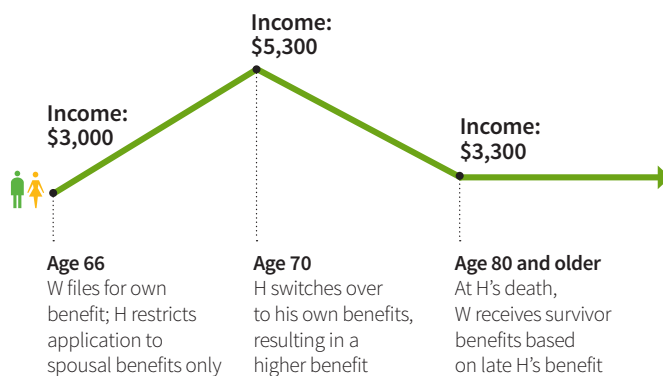 Income:
$5,300
Income:
$3,000
Income:
$3,300
Age 66
W files for own
benefit; H restricts
application to
spousal benefits only
Age 70
H switches over
to his own benefits,
resulting in a
higher benefit
Age 80 and older
At H’s death,
W receives survivor
benefits based
on late H’s benefit